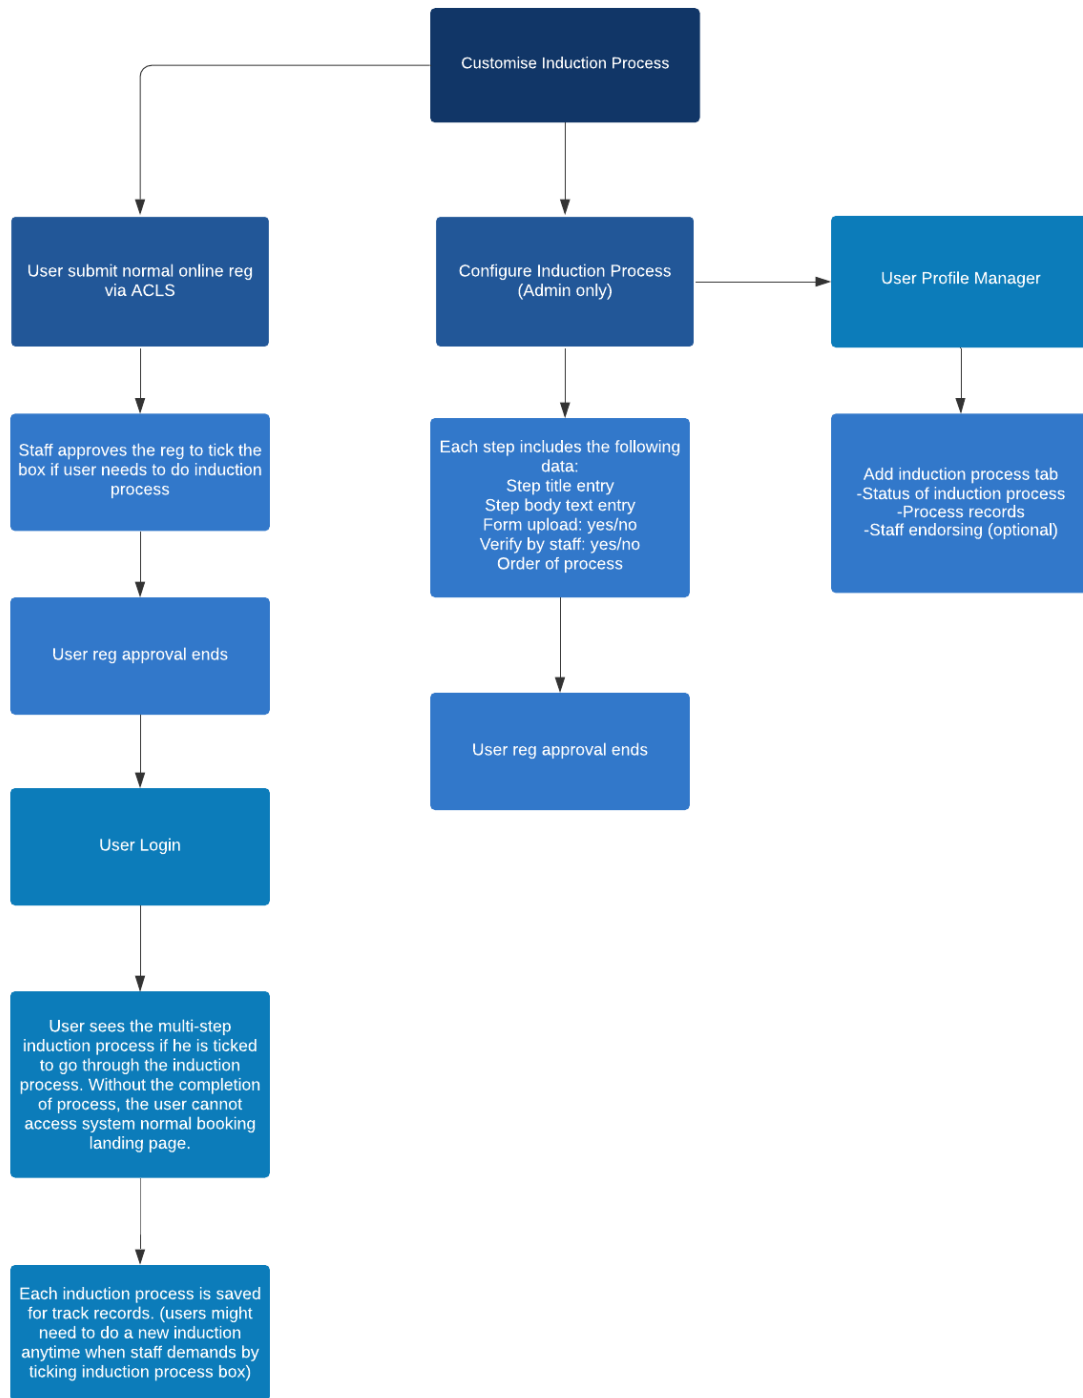 Customise Induction Process
User submit normal online reg
via ACLS
Configure Induction Process
(Admin only)
User Profile Manager
Staff approves the reg to tick the
box if user needs to do induction
process
Each step includes the following
data:
Step title entry
Step body text entry
Form upload: yes/no
Verify by staff: yes/no
Order of process
Add induction process tab
-Status of induction process
-Process records
-Staff endorsing (optional)
User reg approval ends
User reg approval ends
User Login
User sees the multi-step
induction process if he is ticked
to go through the induction
process. Without the completion
of process, the user cannot
access system normal booking
landing page.
Each induction process is saved
for track records. (users might
need to do a new induction
anytime when staff demands by
ticking induction process box)